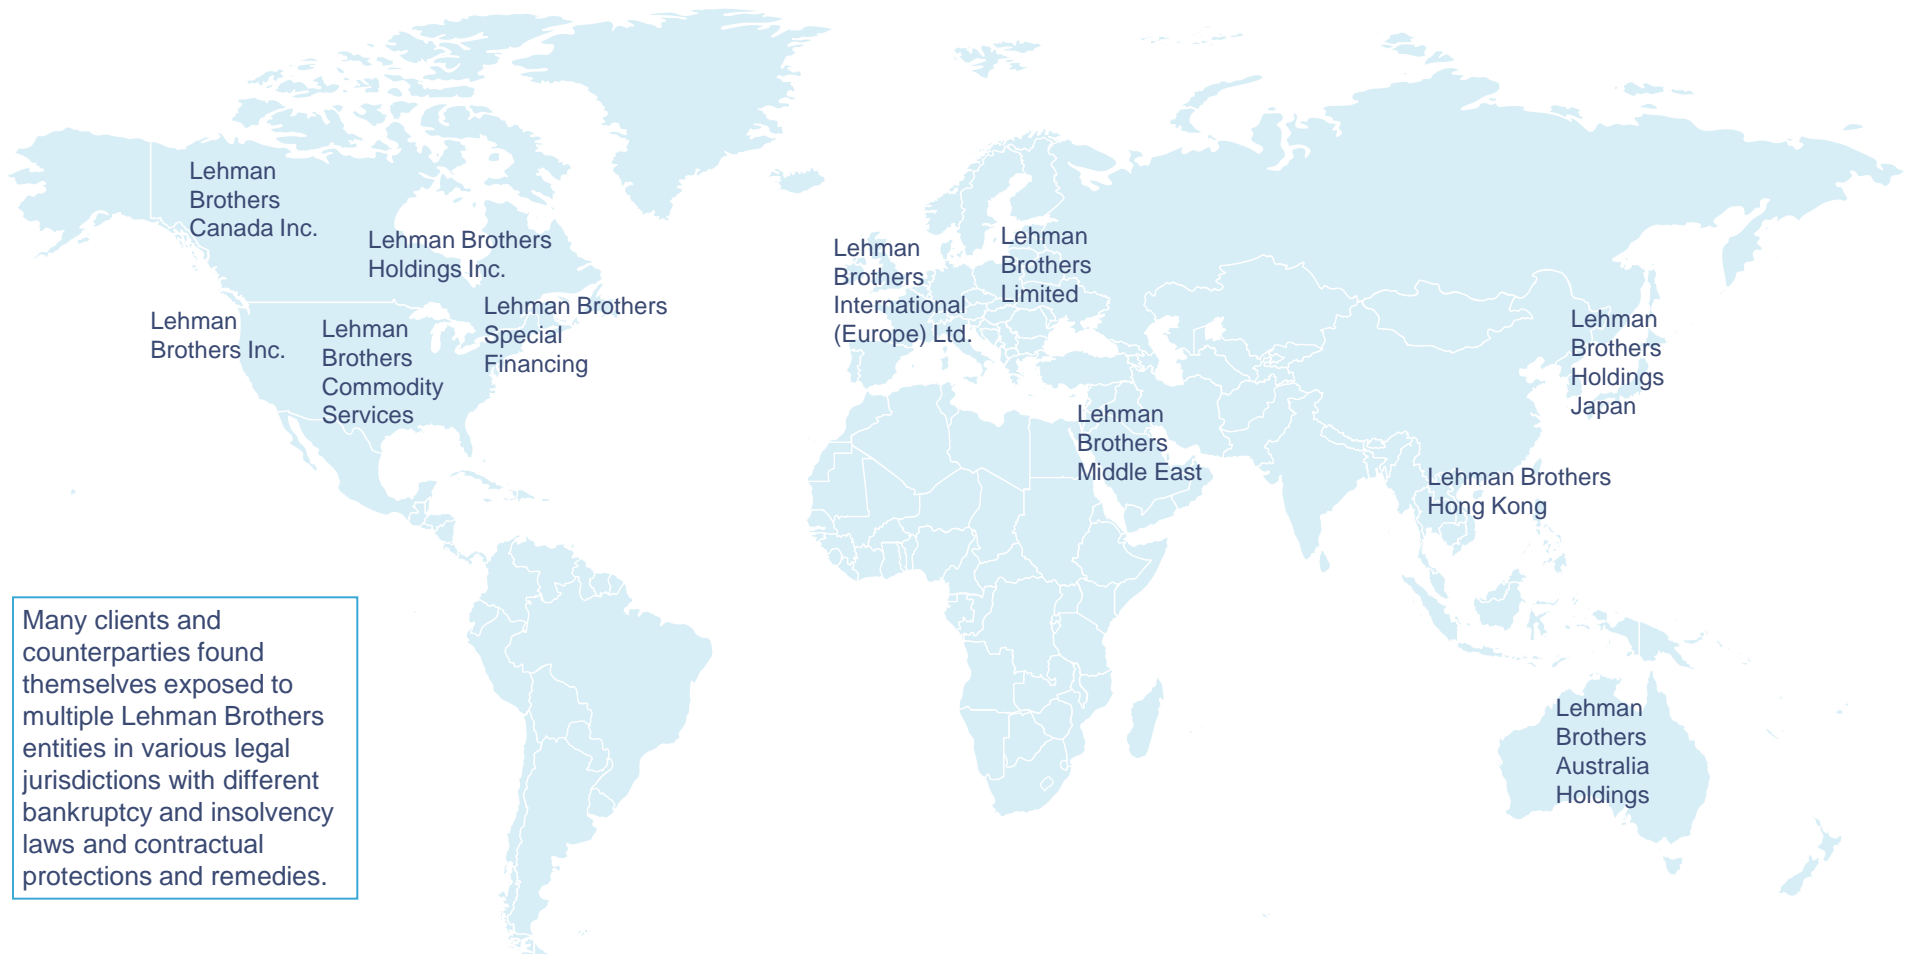 Lehman
Brothers
Canada Inc.
Lehman Brothers
Holdings Inc.
Lehman
Brothers Inc.
Lehman
Brothers
Commodity
Services
Lehman Brothers
Special
Financing
Lehman
Brothers
International
(Europe) Ltd.
Lehman
Brothers
Limited
Lehman
Brothers
Middle East
Lehman
Brothers
Holdings
Japan
Lehman Brothers
Hong Kong
Lehman
Brothers
Australia
Holdings
Many clients and
counterparties found
themselves exposed to
multiple Lehman Brothers
entities in various legal
jurisdictions with different
bankruptcy and insolvency
laws and contractual
protections and remedies.